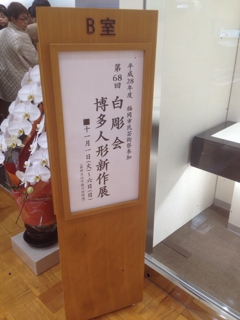 B室
平成28年度 福岡市民芸術祭参加
第68回
白彫会
博多人形新作展
■十一月一日(火)〜六日(日)